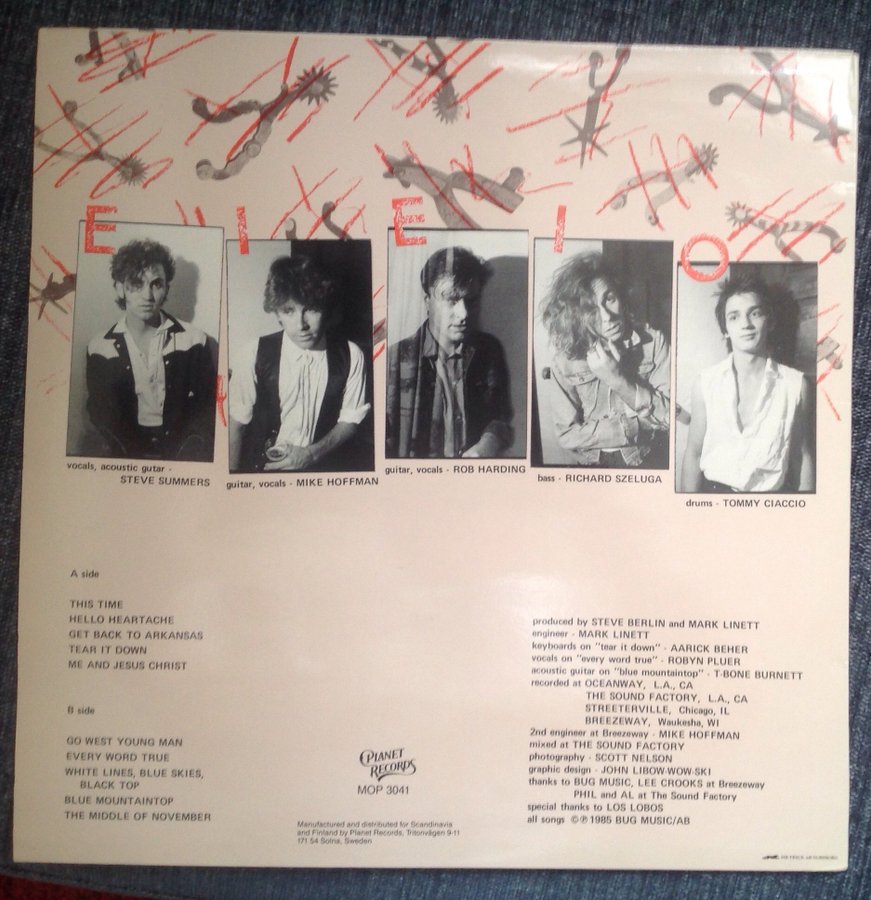 E I E I O
vocals, acoustic gutar -
STEVE SUMMERS
guitar, vocals - MIKE HOFFMAN
guitar, vocals - ROB HARDING
bass - RICHARD SZELUGA
drums - TOMMY CIACCIO
A side
THIS TIME
HELLO HEARTACHE
GET BACK TO ARKANSAS
TEAR IT DOWN
ME AND JESUS CHRIST
B side
GO WEST YOUNG MAN
EVERY WORD TRUE
WHITE LINES, BLUE SKIES,
BLACK TOP
BLUE MOUNTAINTOP
THE MIDDLE OF NOVEMBER
PLANET
RECORDS
MOP 3041
Manufactured and distributed for Scandinavia
and Finland by Planet Records, Tritonvägen 9-11
171 54 Solna, Sweden
produced by STEVE BERLIN and MARK LINETT
engineer - MARK LINETT
keyboards on "tear it down" - AARICK BEHER
vocals on "every word true" - ROBYN PLUER
acoustic guitar on "blue mountaintop" - T-BONE BURNETT
recorded at OCEANWAY, L.A., CA
THE SOUND FACTORY, L.A., CA
STREETERVILLE, Chicago, IL
BREEZEWAY, Waukesha, WI
2nd engineer at Breezeway - MIKE HOFFMAN
mixed at THE SOUND FACTORY
photography - SCOTT NELSON
graphic design - JOHN LIBOW-WOW-SKI
thanks to BUG MUSIC, LEE CROOKS at Breezeway
PHIL and AL at The Sound Factory
special thanks to LOS LOBOS
all songs ©℗ 1985 BUG MUSIC/AB